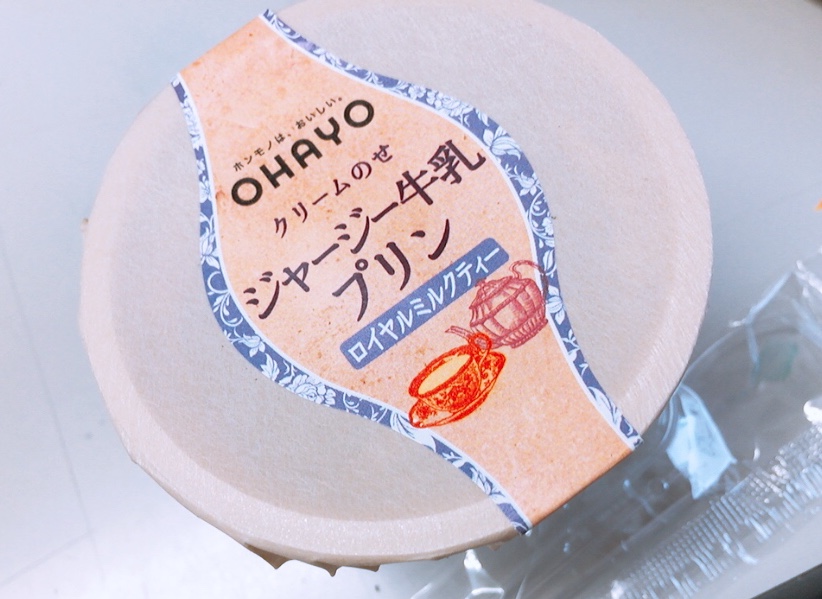 ホンモノは、おいしい。
OHAYO
クリームのせ
ジャージー牛乳
プリン
ロイヤルミルクティー